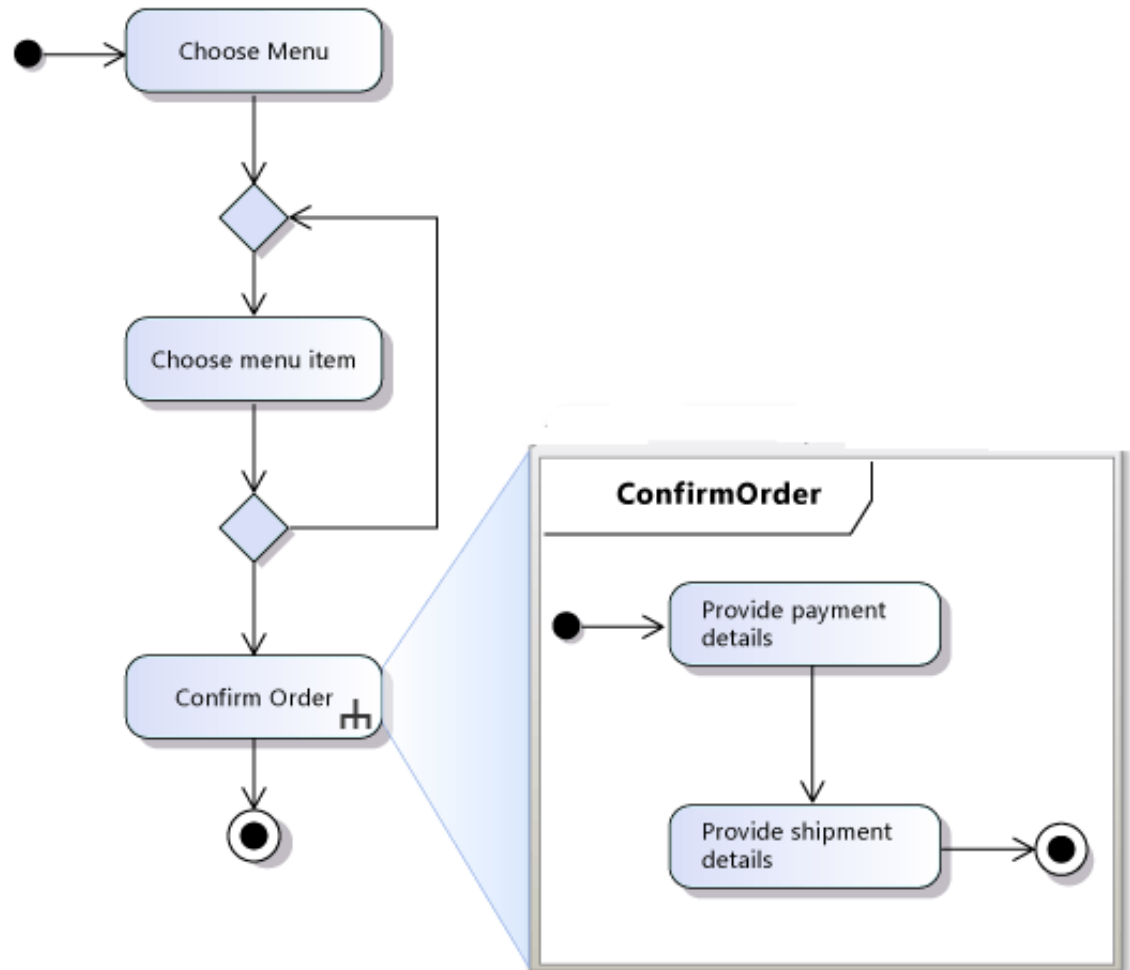 Choose Menu
Choose menu item
Confirm Order
ConfirmOrder
Provide payment
details
Provide shipment
details